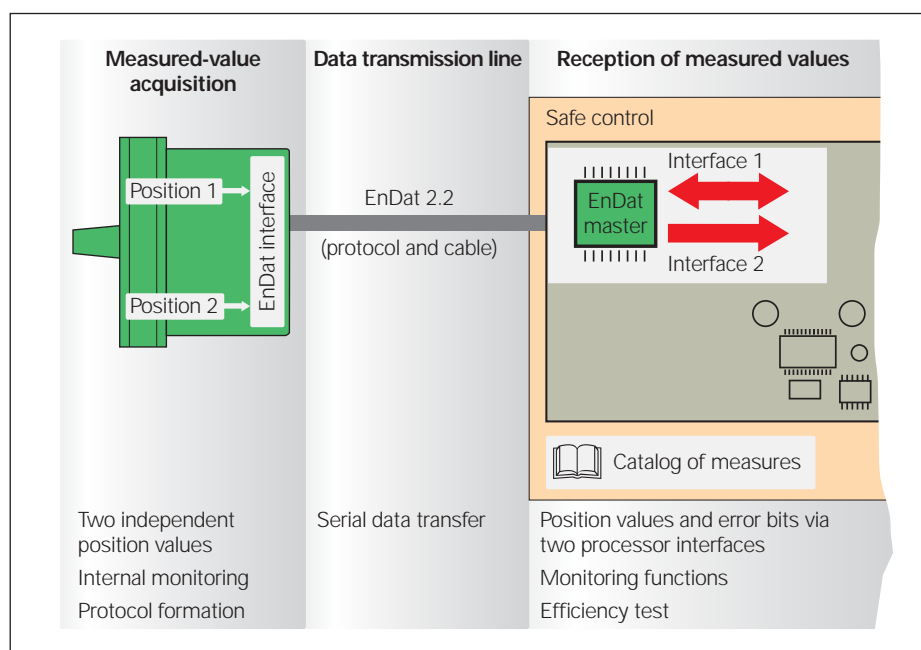 Measured-value
acquisition
Data transmission line
Reception of measured values
Safe control
Position 1
Position 2
EnDat interface
EnDat 2.2
(protocol and cable)
EnDat
master
Interface 1
Interface 2
Catalog of measures
Two independent
position values
Internal monitoring
Protocol formation
Serial data transfer
Position values and error bits via
two processor interfaces
Monitoring functions
Efficiency test